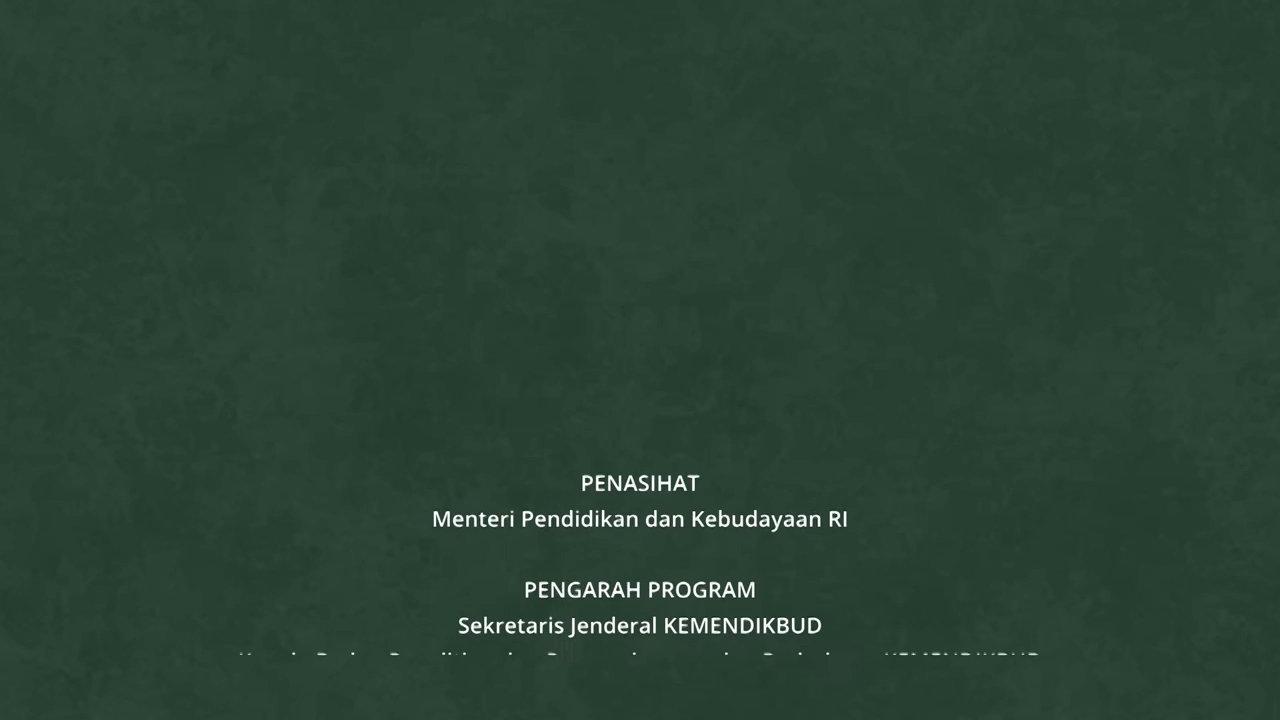 PENASIHAT
Menteri Pendidikan dan Kebudayaan RI
PENGARAH PROGRAM
Sekretaris Jenderal KEMENDIKBUD